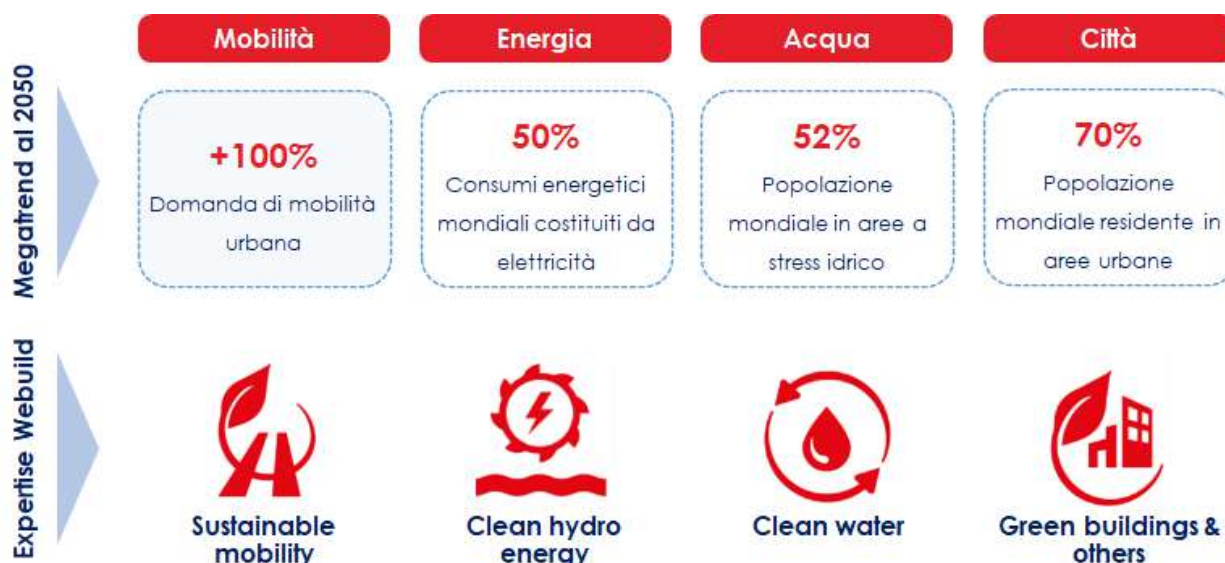 Mobilità
Energia
Acqua
Città
Megatrend al 2050
+100%
Domanda di mobilità
urbana
50%
Consumi energetici
mondiali costituiti da
elettricità
52%
Popolazione
mondiale in aree a
stress idrico
70%
Popolazione
mondiale residente in
aree urbane
Expertise Webuild
Sustainable
mobility
Clean hydro
energy
Clean water
Green buildings &
others